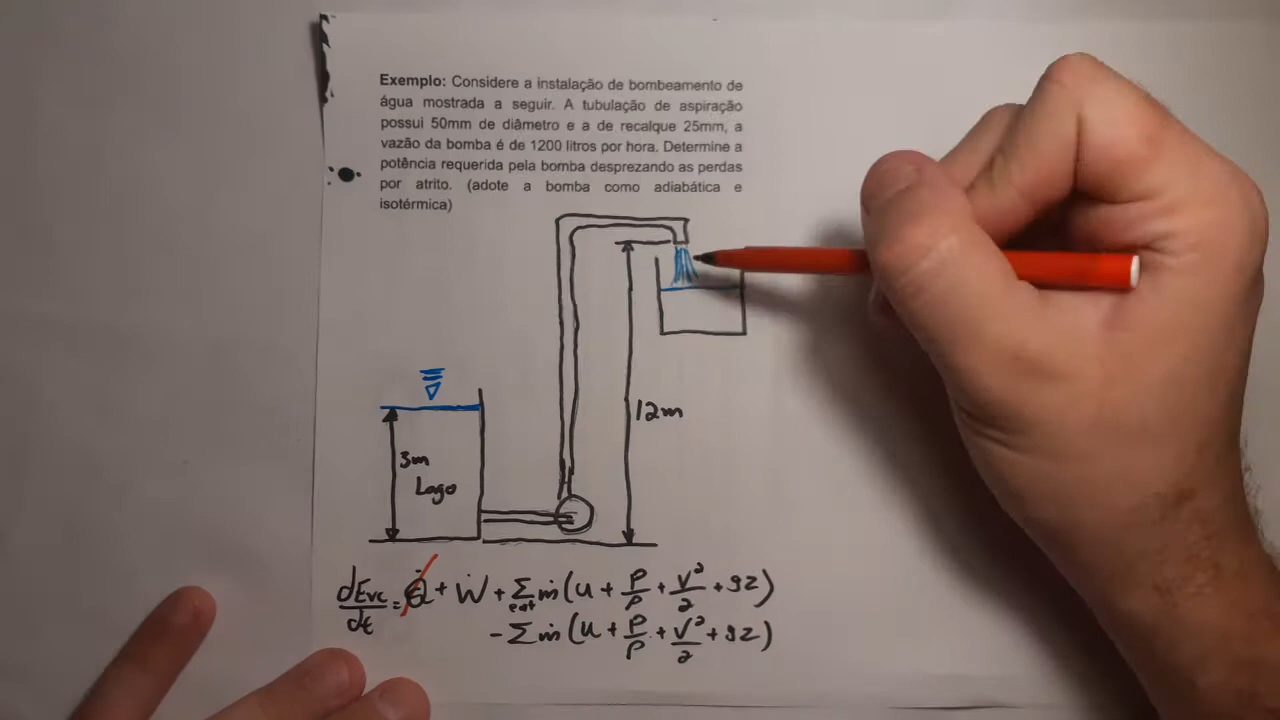 Exemplo: Considere a instalação de bombeamento de
água mostrada a seguir. A tubulação de aspiração
possui 50mm de diâmetro e a de recalque 25mm, a
vazão da bomba é de 1200 litros por hora. Determine a
potência requerida pela bomba desprezando as perdas
por atrito. (adote a bomba como adiabática e
isotérmica)
12m
3m
Lago
dEvc/dt = Q̇ + Ẇ + Σent ṁ(u + P/ρ + V²/2 + gz)
- Σṁ(u + P/ρ + V²/2 + gz)